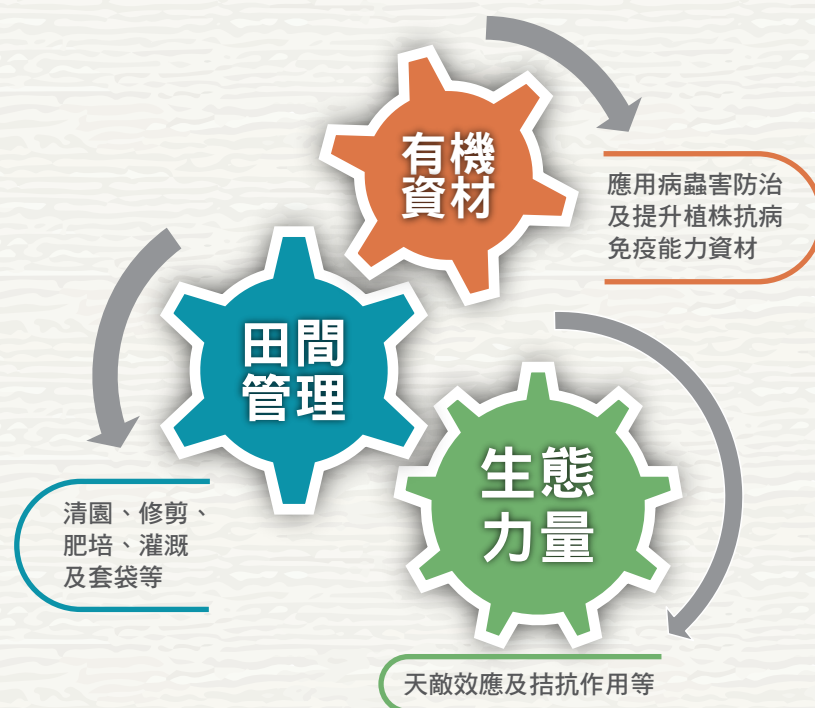 有機
資材
應用病蟲害防治
及提升植株抗病
免疫能力資材
田間
管理
清園、修剪、
肥培、灌溉
及套袋等
生態
力量
天敵效應及拮抗作用等